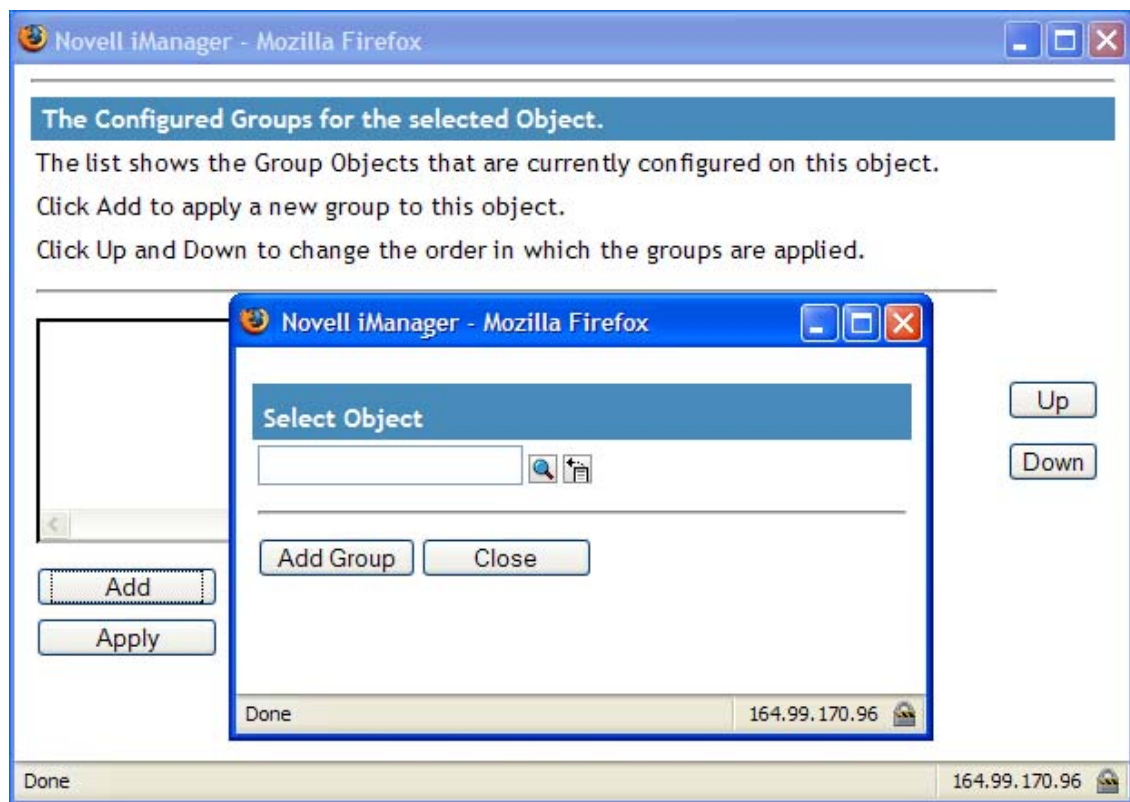 Novell iManager - Mozilla Firefox
The Configured Groups for the selected Object.
The list shows the Group Objects that are currently configured on this object.
Click Add to apply a new group to this object.
Click Up and Down to change the order in which the groups are applied.
Novell iManager - Mozilla Firefox
Select Object
Add Group Close
Done 164.99.170.96
Up
Down
Add
Apply
Done 164.99.170.96